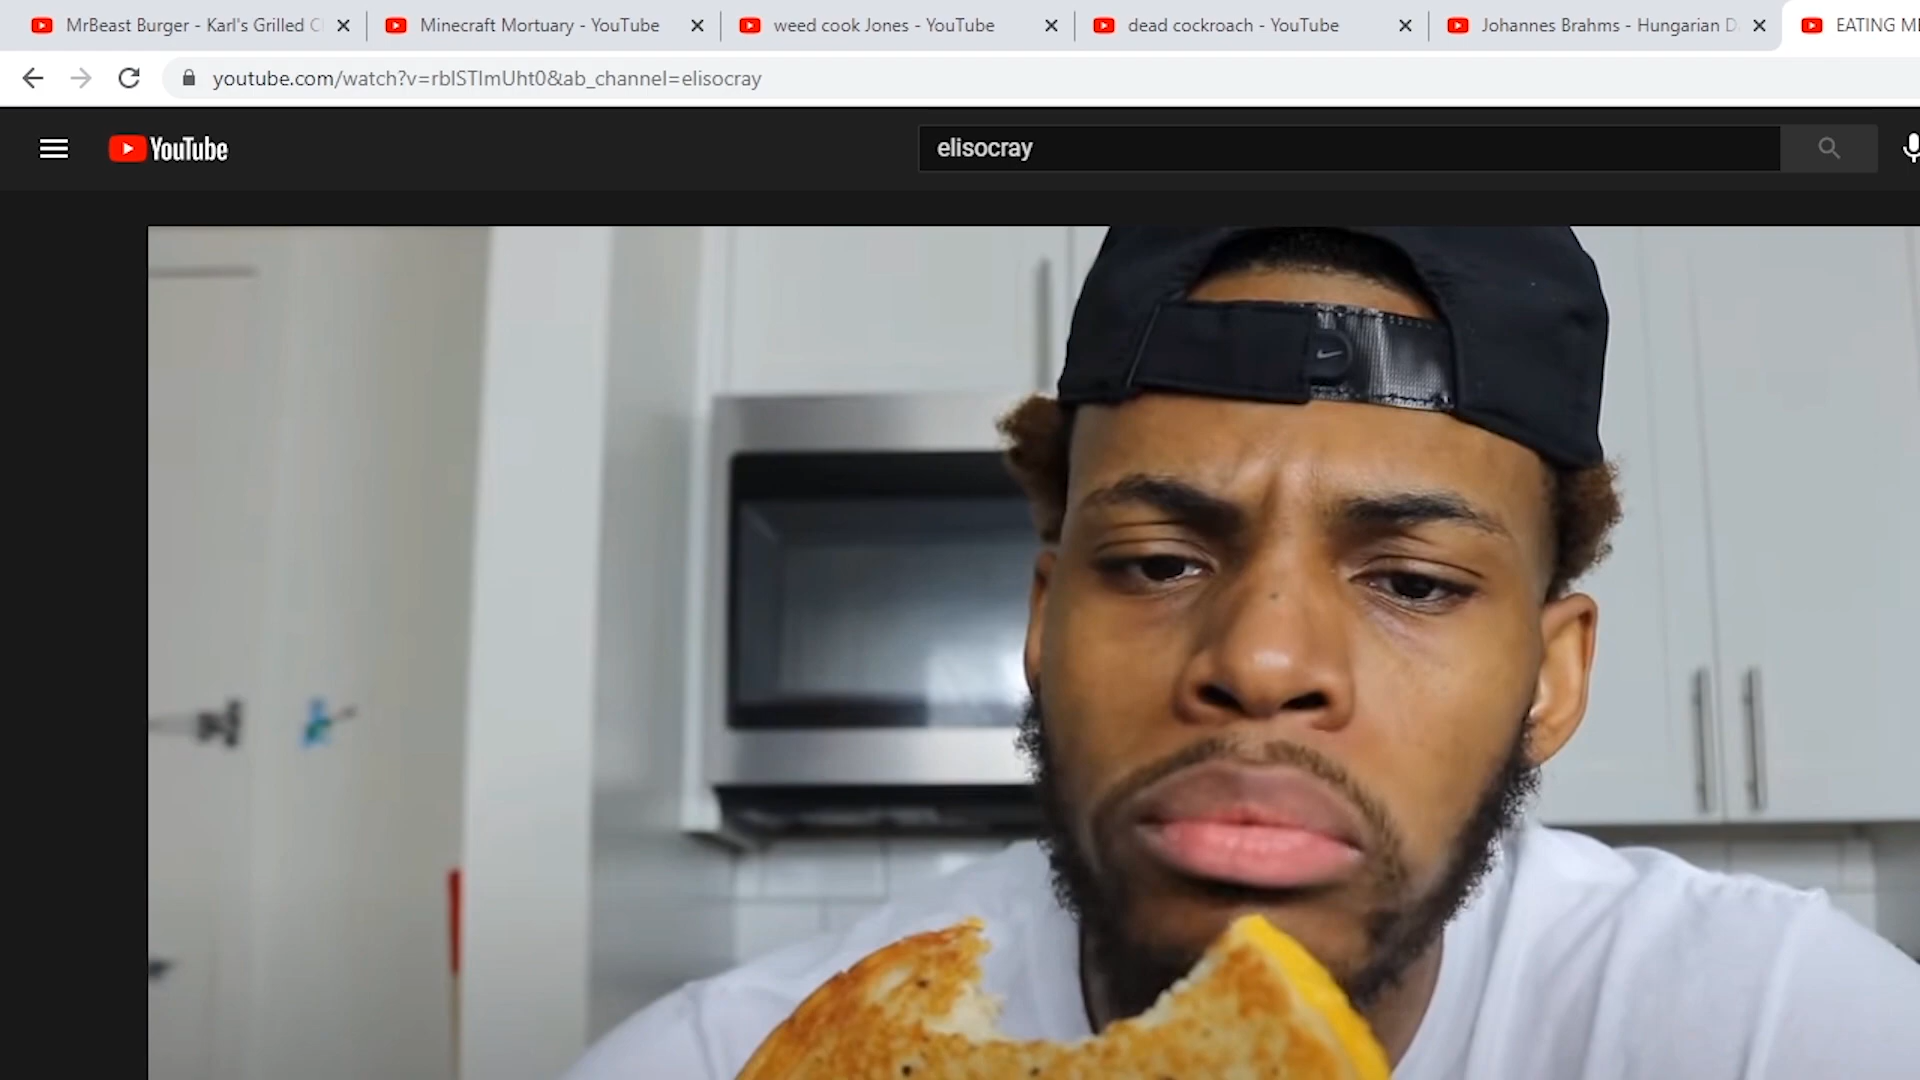 MrBeast Burger - Karl's Grilled C
Minecraft Mortuary - YouTube
weed cook Jones - YouTube
dead cockroach - YouTube
Johannes Brahms - Hungarian D
EATING
youtube.com/watch?v=rblSTlmUht0&ab_channel=elisocray
YouTube
elisocray